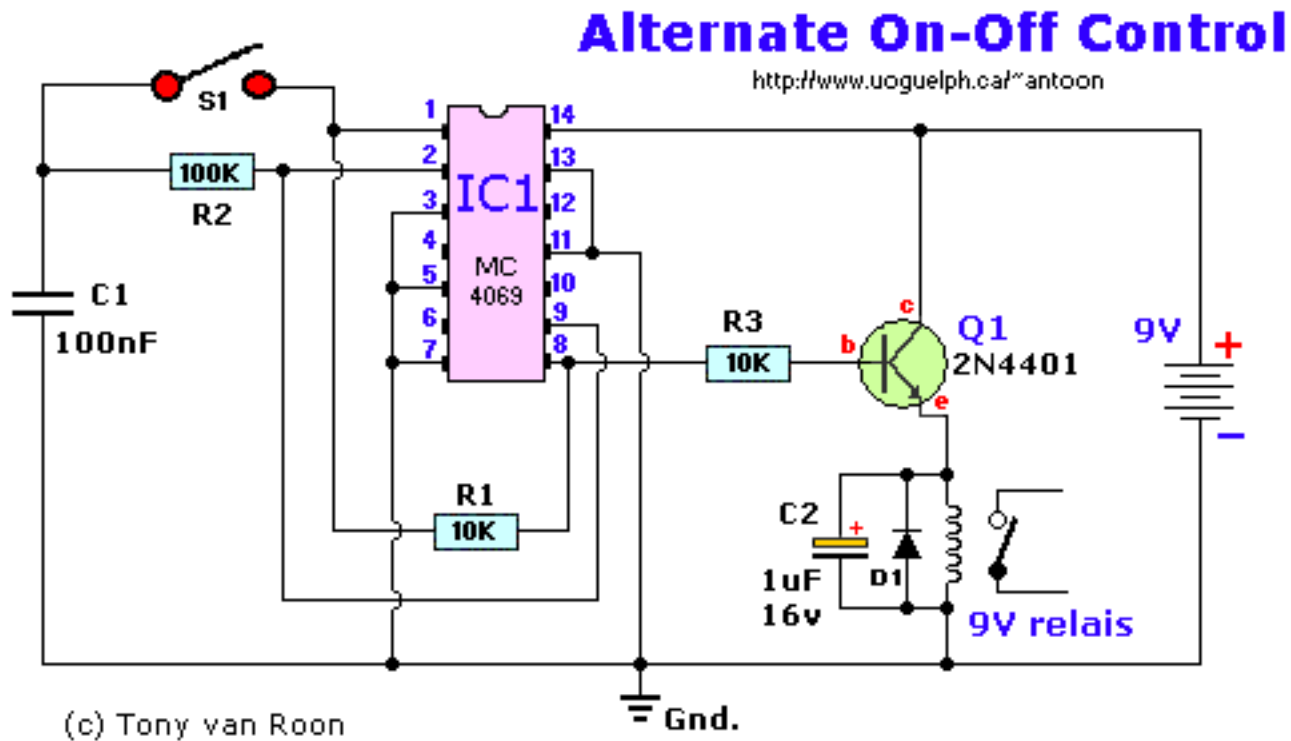 Alternate On-Off Control
http://www.uoguelph.ca/~antoon
S1
1
14
2
13
100K
R2
IC1
3
12
4
11
MC
4069
5
10
6
9
7
8
C1
100nF
R3
10K
c
b
e
Q1
2N4401
9V
+
−
R1
10K
C2
+
1uF
16v
D1
9V relais
Gnd.
(c) Tony van Roon